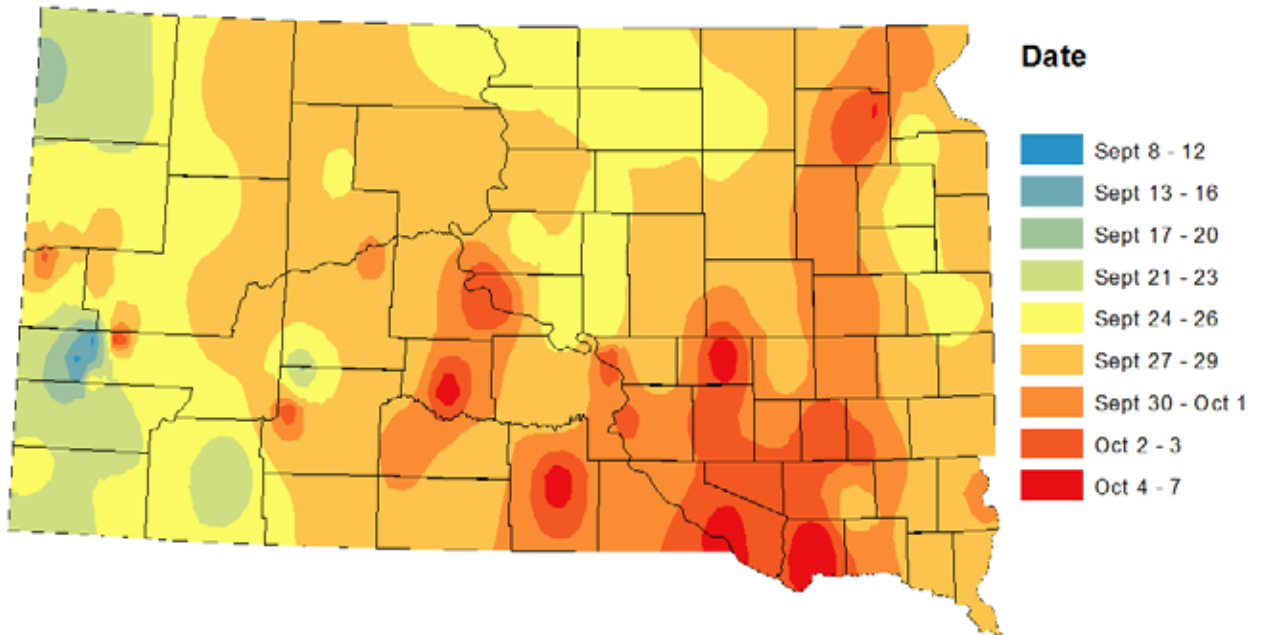 Date
Sept 8 - 12
Sept 13 - 16
Sept 17 - 20
Sept 21 - 23
Sept 24 - 26
Sept 27 - 29
Sept 30 - Oct 1
Oct 2 - 3
Oct 4 - 7